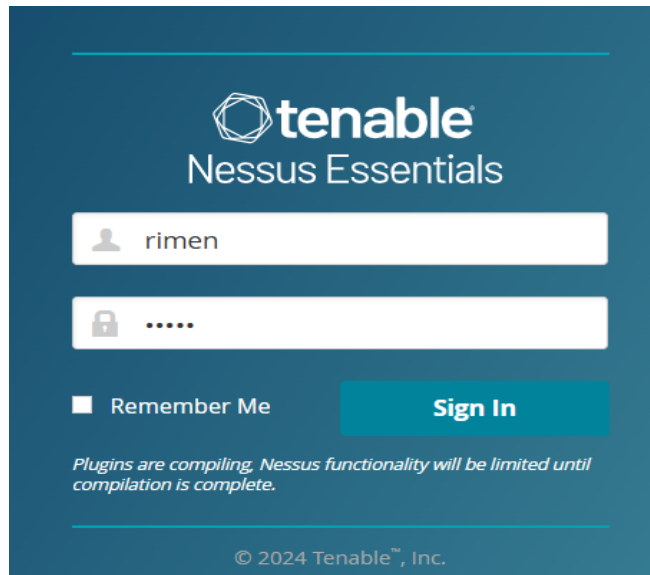 tenable
Nessus Essentials
rimen
•••••
Remember Me
Sign In
Plugins are compiling, Nessus functionality will be limited until
compilation is complete.
© 2024 Tenable™, Inc.